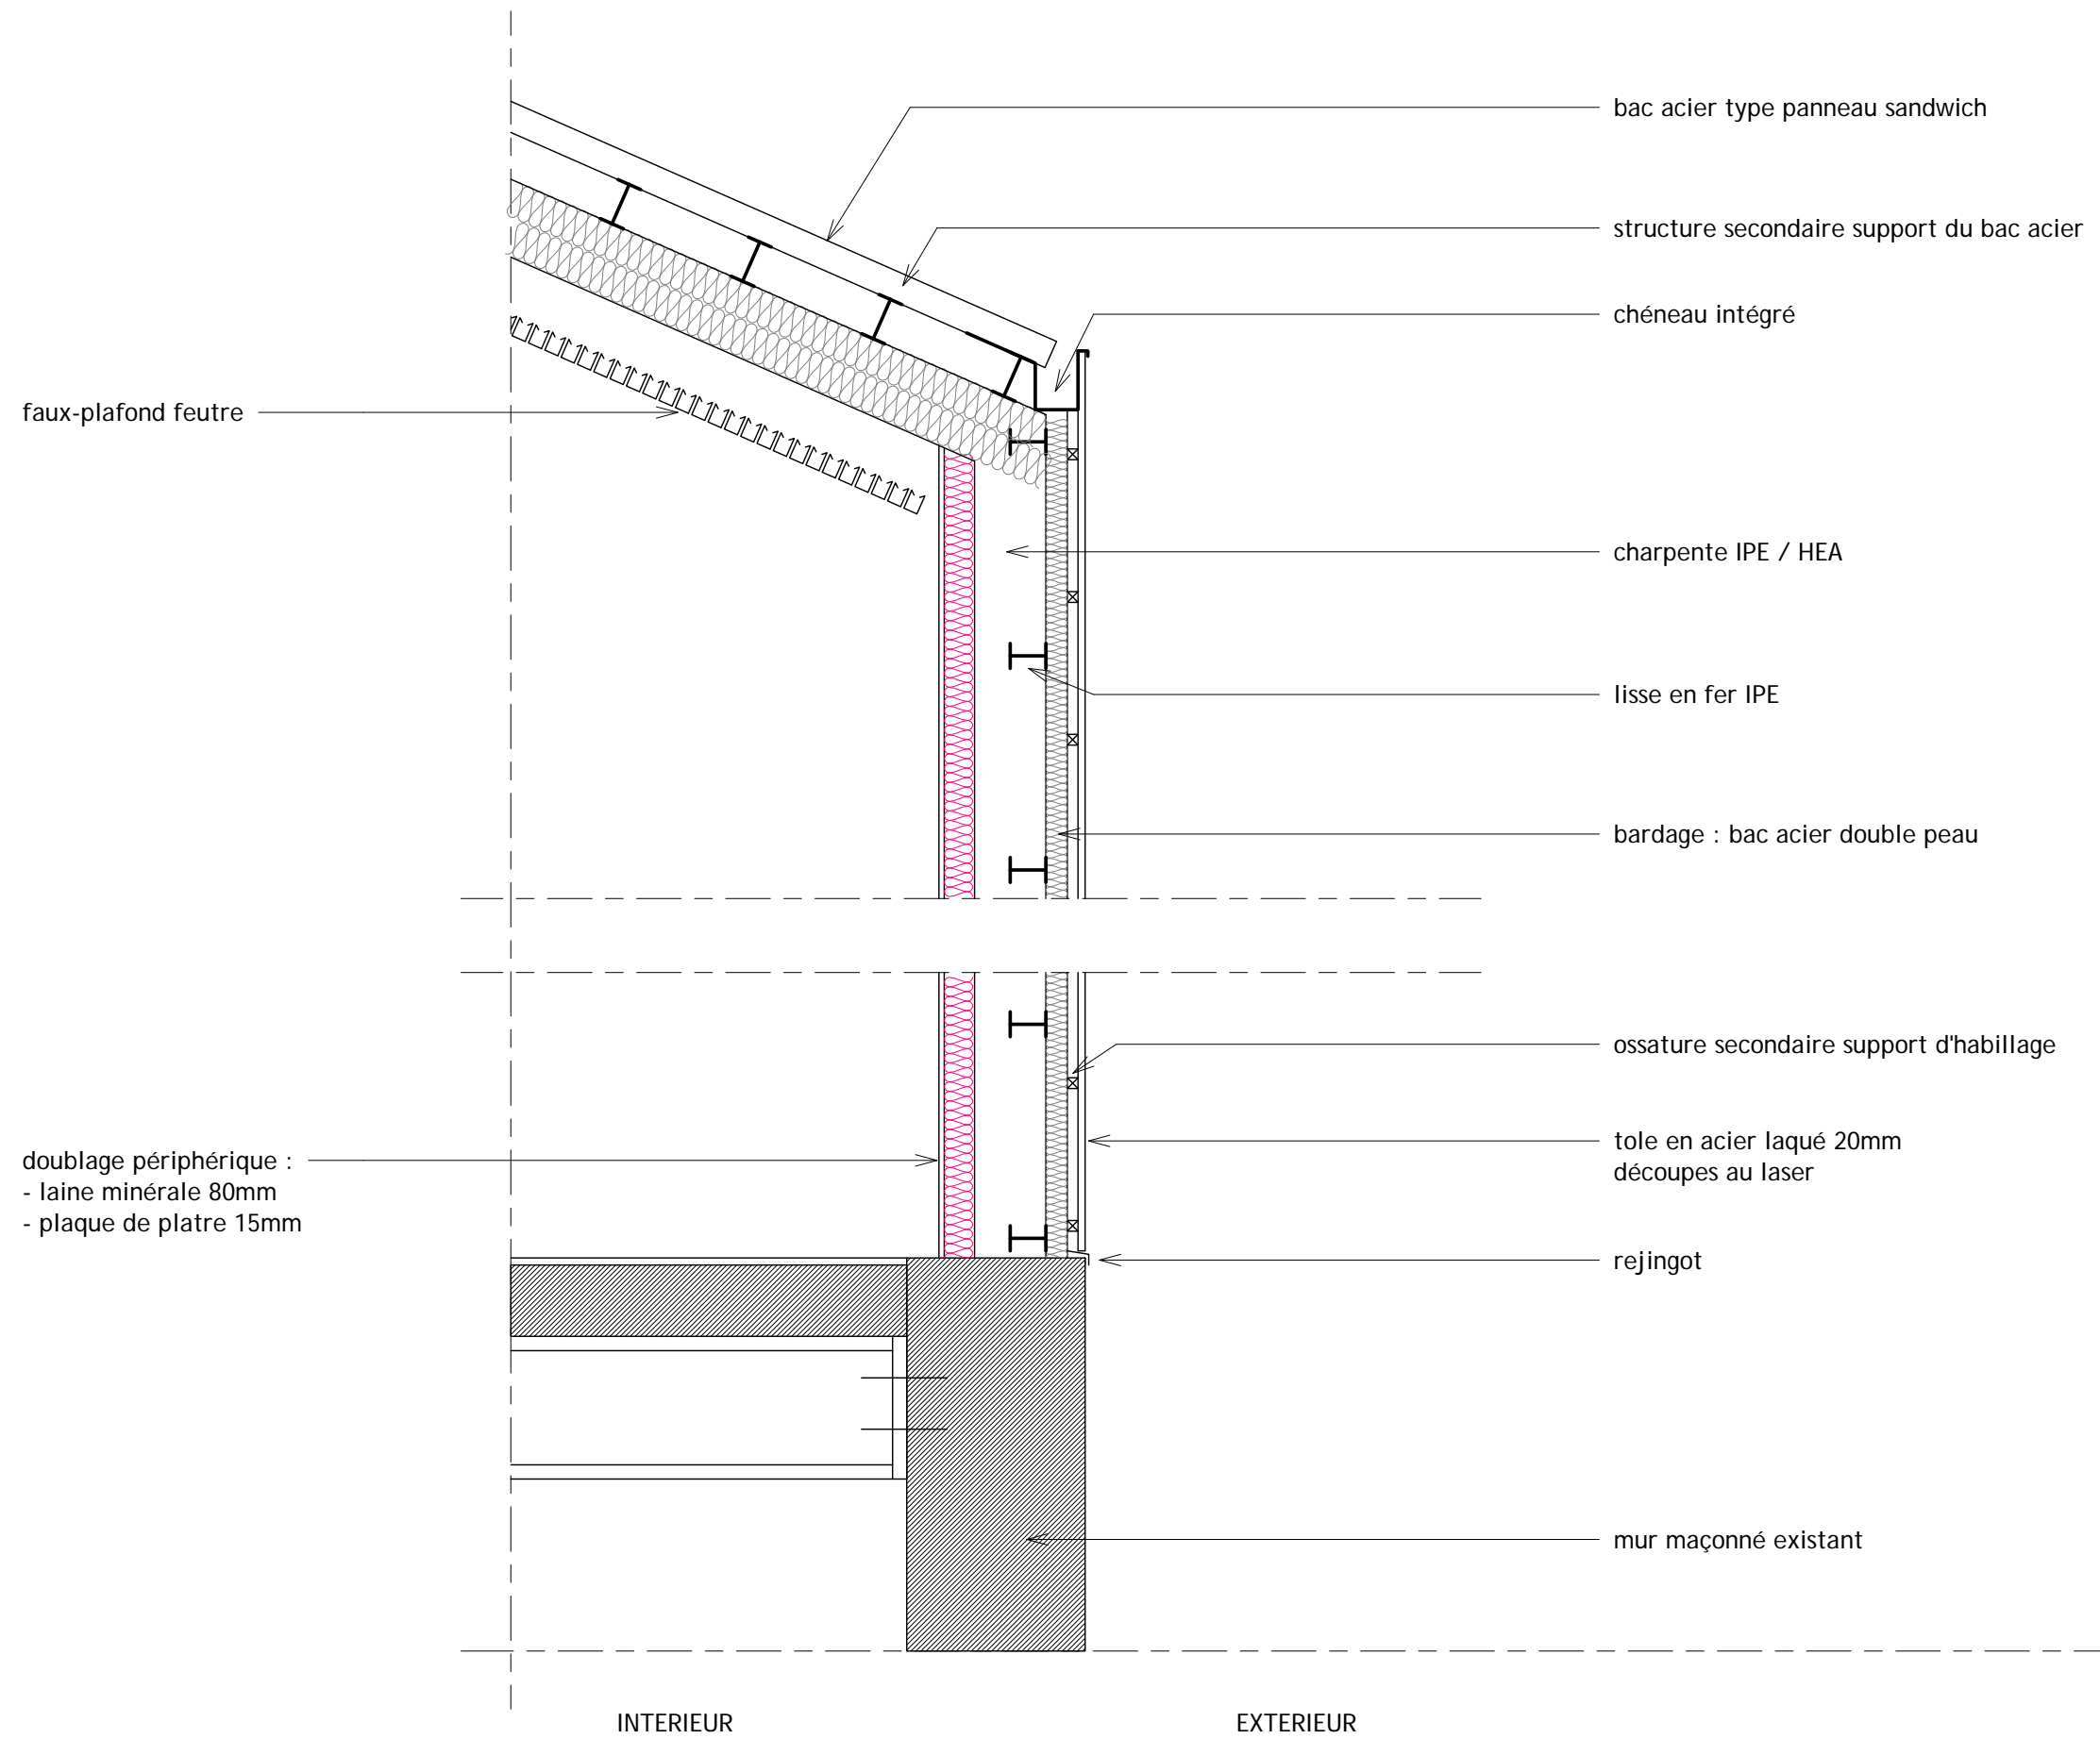 bac acier type panneau sandwich
structure secondaire support du bac acier
chéneau intégré
faux-plafond feutre
charpente IPE / HEA
lisse en fer IPE
bardage : bac acier double peau
ossature secondaire support d'habillage
tole en acier laqué 20mm
découpes au laser
doublage périphérique :
- laine minérale 80mm
- plaque de platre 15mm
rejingot
mur maçonné existant
INTERIEUR
EXTERIEUR